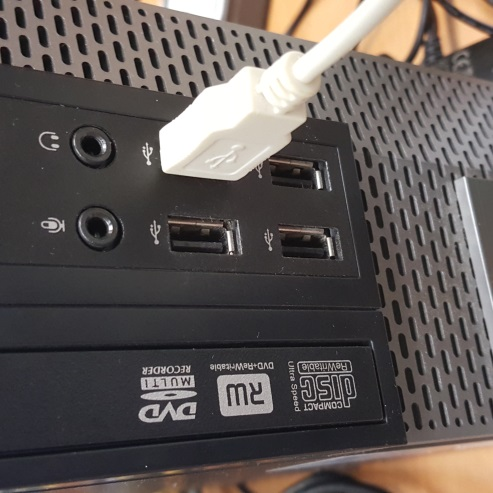 COMPACT
disc
ReWritable
Ultra Speed
RW
DVD+ReWritable
DVD
MULTI
RECORDER